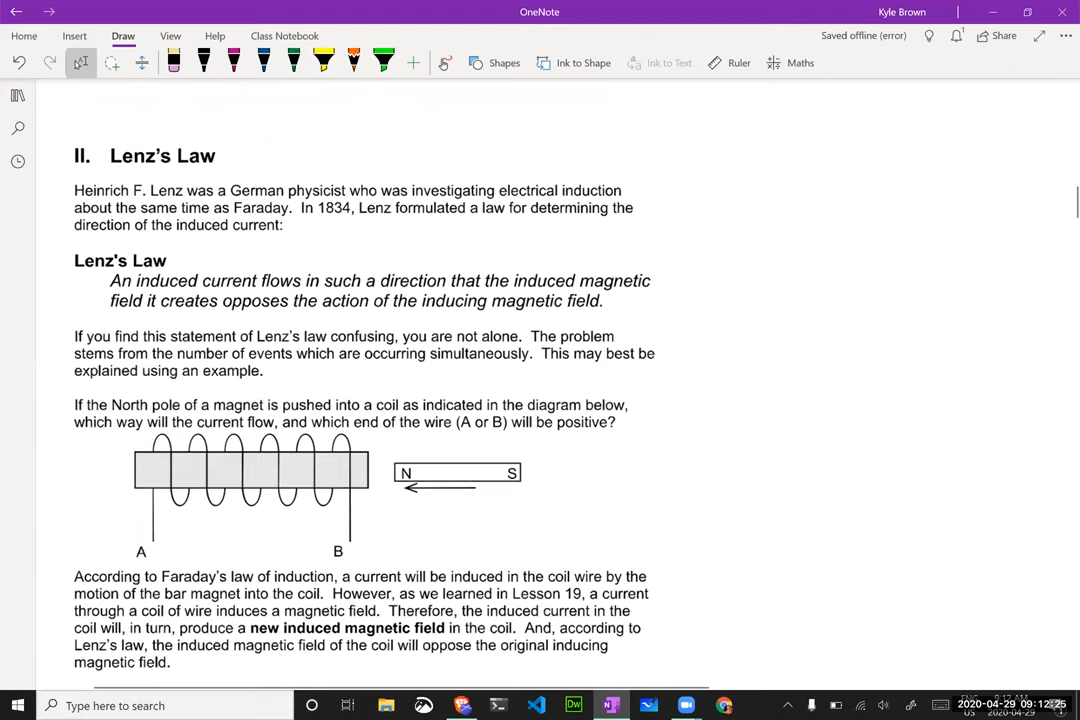 OneNote
Kyle Brown
Home Insert Draw View Help Class Notebook
Saved offline (error) Share
Shapes Ink to Shape Ink to Text Ruler Maths
II. Lenz's Law
Heinrich F. Lenz was a German physicist who was investigating electrical induction
about the same time as Faraday. In 1834, Lenz formulated a law for determining the
direction of the induced current:
Lenz's Law
An induced current flows in such a direction that the induced magnetic
field it creates opposes the action of the inducing magnetic field.
If you find this statement of Lenz's law confusing, you are not alone. The problem
stems from the number of events which are occurring simultaneously. This may best be
explained using an example.
If the North pole of a magnet is pushed into a coil as indicated in the diagram below,
which way will the current flow, and which end of the wire (A or B) will be positive?
N S
A B
According to Faraday's law of induction, a current will be induced in the coil wire by the
motion of the bar magnet into the coil. However, as we learned in Lesson 19, a current
through a coil of wire induces a magnetic field. Therefore, the induced current in the
coil will, in turn, produce a new induced magnetic field in the coil. And, according to
Lenz's law, the induced magnetic field of the coil will oppose the original inducing
magnetic field.
Type here to search
Dw
ENG 9:12 AM
US 2020-04-29
2020-04-29 09:12:25